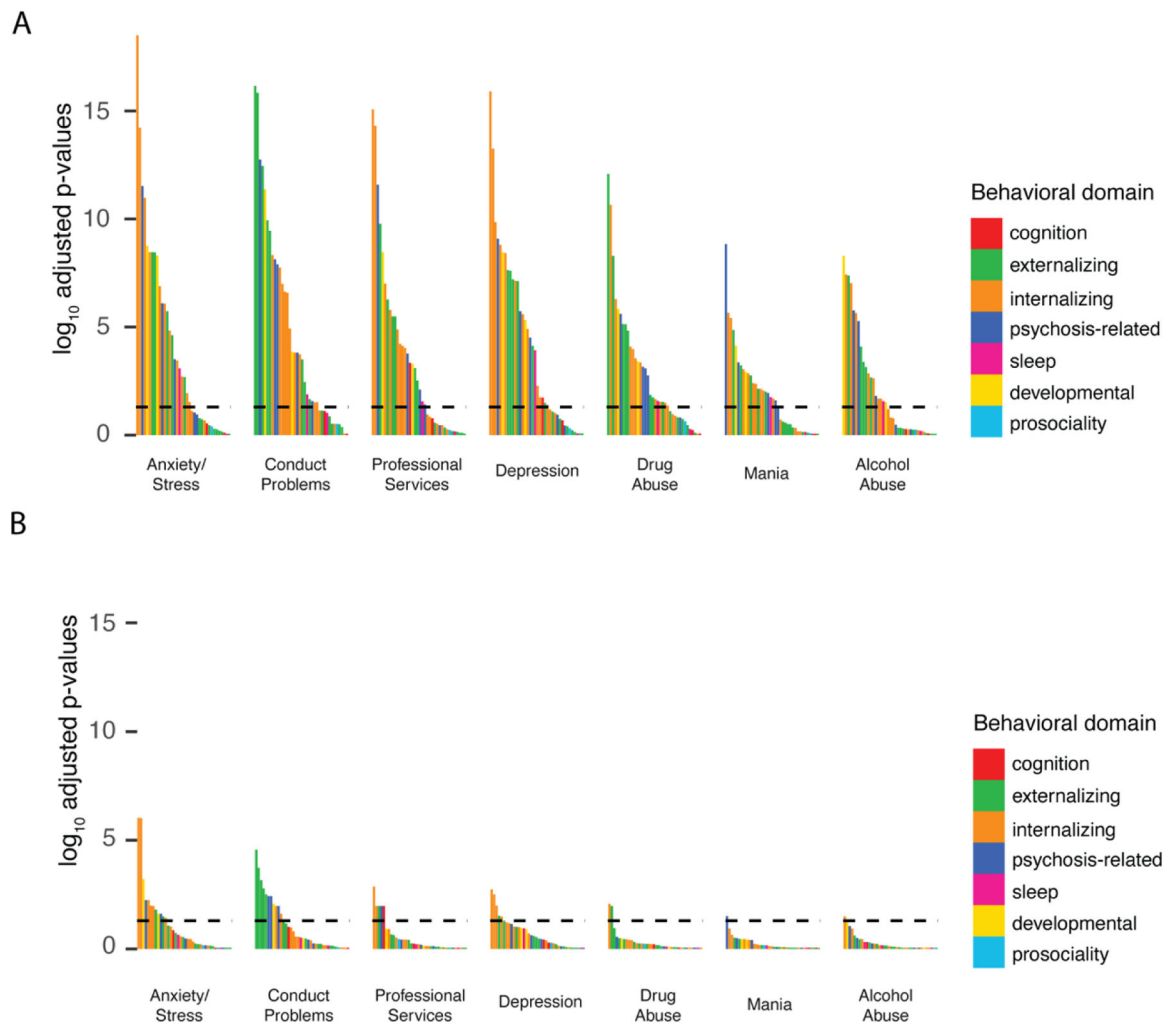 A
log10 adjusted p-values
15
10
5
0
Anxiety/
Stress
Conduct
Problems
Professional
Services
Depression
Drug
Abuse
Mania
Alcohol
Abuse
Behavioral domain
cognition
externalizing
internalizing
psychosis-related
sleep
developmental
prosociality
B
log10 adjusted p-values
15
10
5
0
Anxiety/
Stress
Conduct
Problems
Professional
Services
Depression
Drug
Abuse
Mania
Alcohol
Abuse
Behavioral domain
cognition
externalizing
internalizing
psychosis-related
sleep
developmental
prosociality